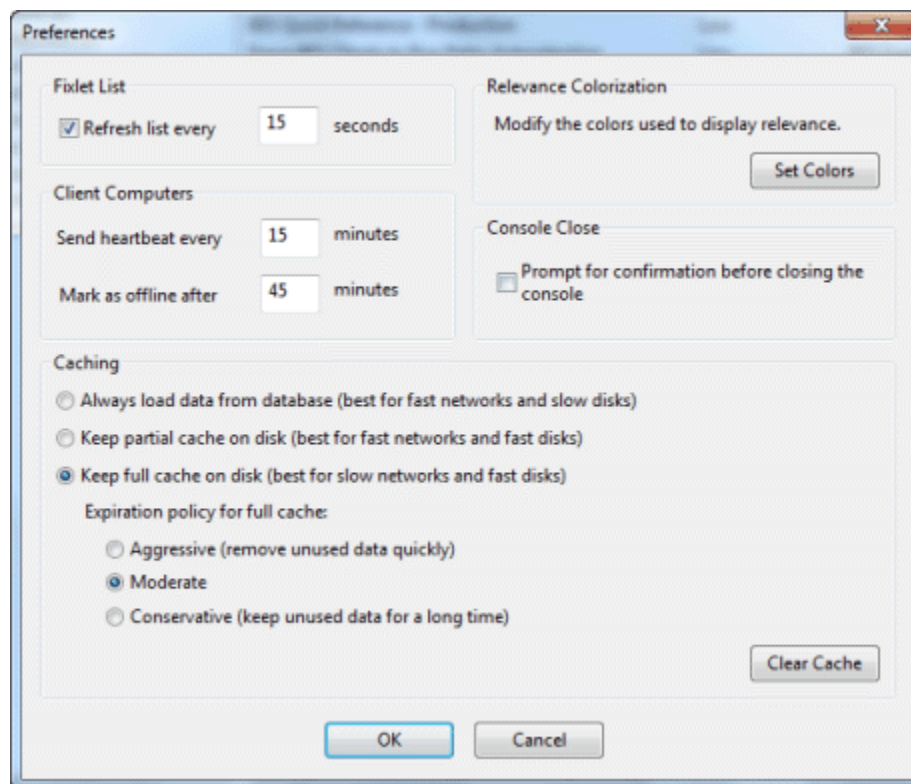 Preferences
Fixlet List
Refresh list every 15 seconds
Client Computers
Send heartbeat every 15 minutes
Mark as offline after 45 minutes
Relevance Colorization
Modify the colors used to display relevance.
Set Colors
Console Close
Prompt for confirmation before closing the
console
Caching
Always load data from database (best for fast networks and slow disks)
Keep partial cache on disk (best for fast networks and fast disks)
Keep full cache on disk (best for slow networks and fast disks)
Expiration policy for full cache:
Aggressive (remove unused data quickly)
Moderate
Conservative (keep unused data for a long time)
Clear Cache
OK Cancel